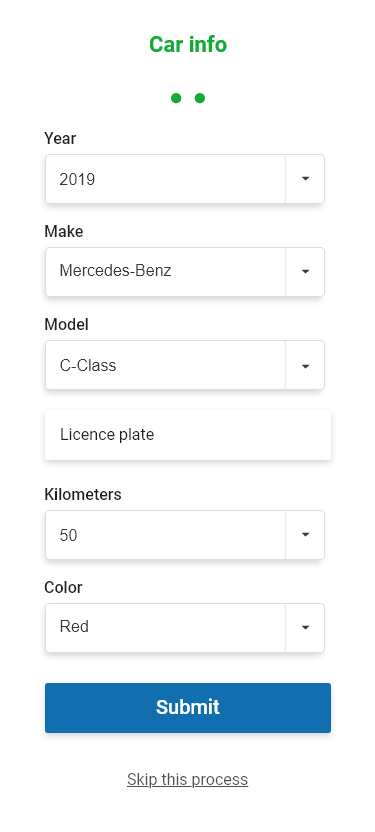 Car info
Year
2019
Make
Mercedes-Benz
Model
C-Class
Licence plate
Kilometers
50
Color
Red
Submit
Skip this process